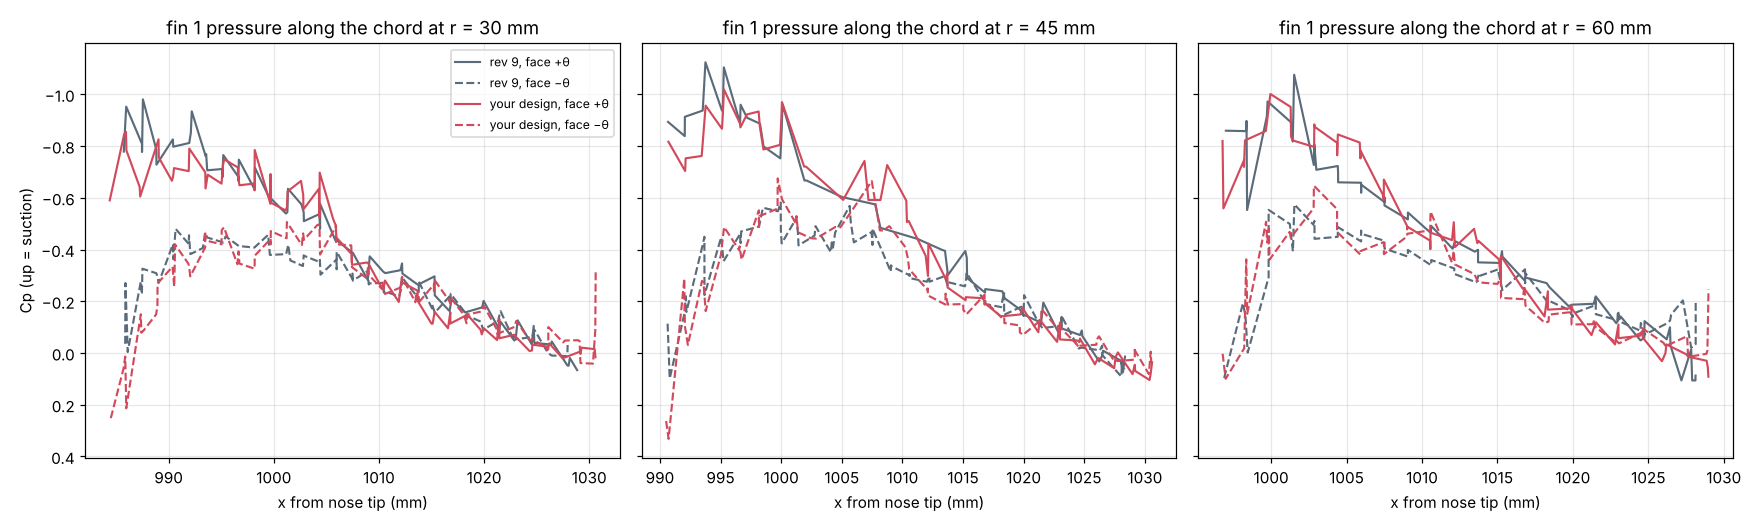 fin 1 pressure along the chord at r = 30 mm
fin 1 pressure along the chord at r = 45 mm
fin 1 pressure along the chord at r = 60 mm
rev 9, face +θ
rev 9, face −θ
your design, face +θ
your design, face −θ
Cp (up = suction)
−1.0
−0.8
−0.6
−0.4
−0.2
0.0
0.2
0.4
990 1000 1010 1020 1030
990 995 1000 1005 1010 1015 1020 1025 1030
1000 1005 1010 1015 1020 1025 1030
x from nose tip (mm)
x from nose tip (mm)
x from nose tip (mm)